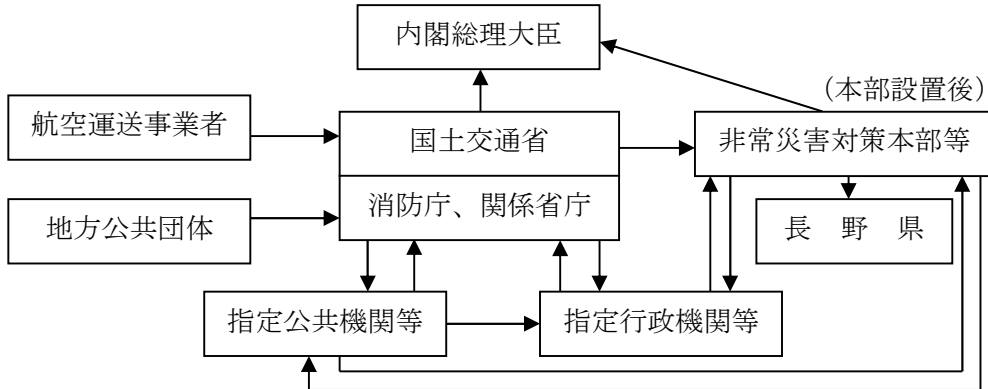 内閣総理大臣
(本部設置後)
航空運送事業者
国土交通省
非常災害対策本部等
消防庁、関係省庁
地方公共団体
長 野 県
指定公共機関等
指定行政機関等